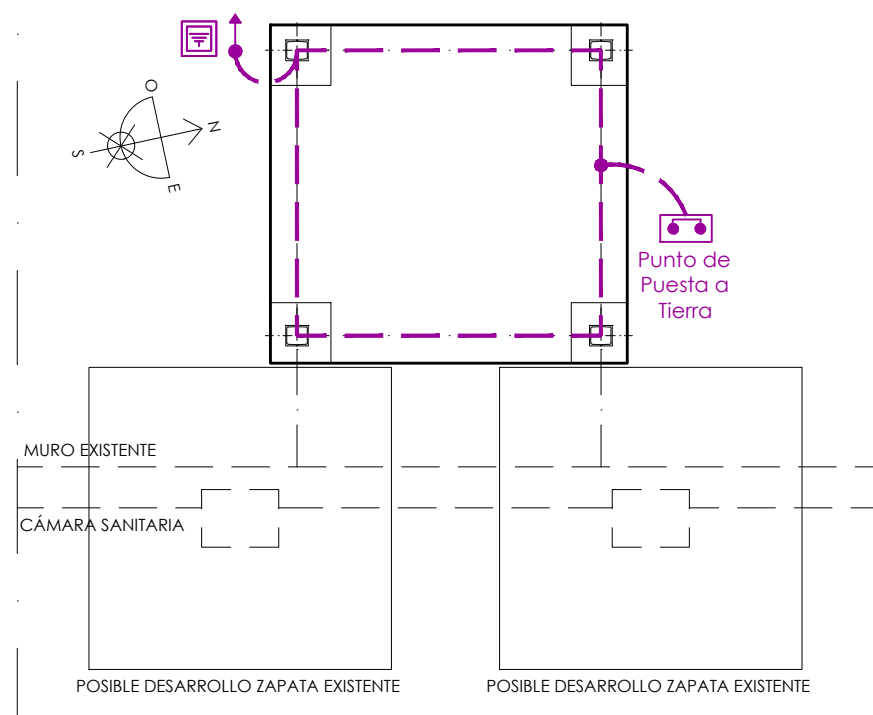 O
N
S
E
Punto de
Puesta a
Tierra
MURO EXISTENTE
CÁMARA SANITARIA
POSIBLE DESARROLLO ZAPATA EXISTENTE
POSIBLE DESARROLLO ZAPATA EXISTENTE